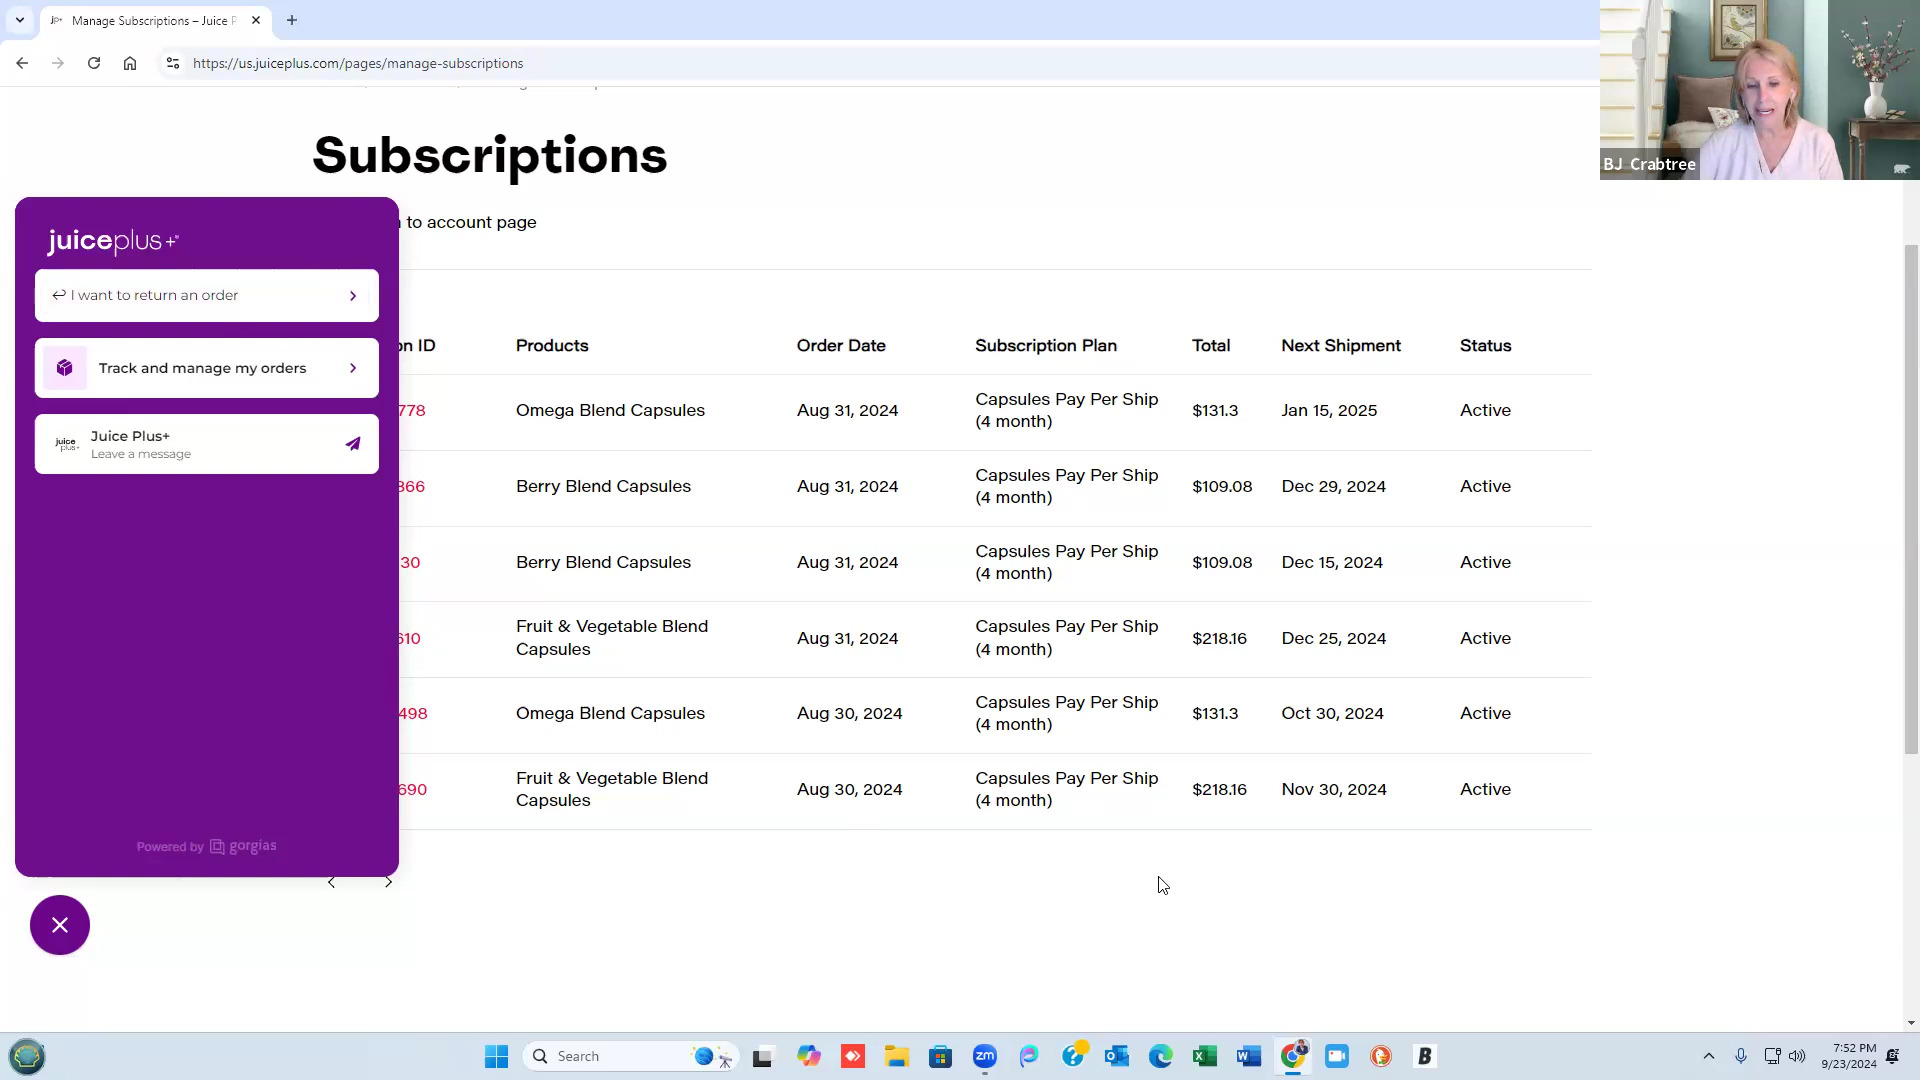 Manage Subscriptions – Juice P
https://us.juiceplus.com/pages/manage-subscriptions
BJ Crabtree
Subscriptions
to account page
juiceplus+
I want to return an order
Track and manage my orders
Juice Plus+
Leave a message
juice
plus+
Powered by gorgias
on ID Products Order Date Subscription Plan Total Next Shipment Status
778 Omega Blend Capsules Aug 31, 2024 Capsules Pay Per Ship (4 month) $131.3 Jan 15, 2025 Active
866 Berry Blend Capsules Aug 31, 2024 Capsules Pay Per Ship (4 month) $109.08 Dec 29, 2024 Active
30 Berry Blend Capsules Aug 31, 2024 Capsules Pay Per Ship (4 month) $109.08 Dec 15, 2024 Active
610 Fruit & Vegetable Blend Capsules Aug 31, 2024 Capsules Pay Per Ship (4 month) $218.16 Dec 25, 2024 Active
498 Omega Blend Capsules Aug 30, 2024 Capsules Pay Per Ship (4 month) $131.3 Oct 30, 2024 Active
690 Fruit & Vegetable Blend Capsules Aug 30, 2024 Capsules Pay Per Ship (4 month) $218.16 Nov 30, 2024 Active
Search
zm
B
7:52 PM
9/23/2024